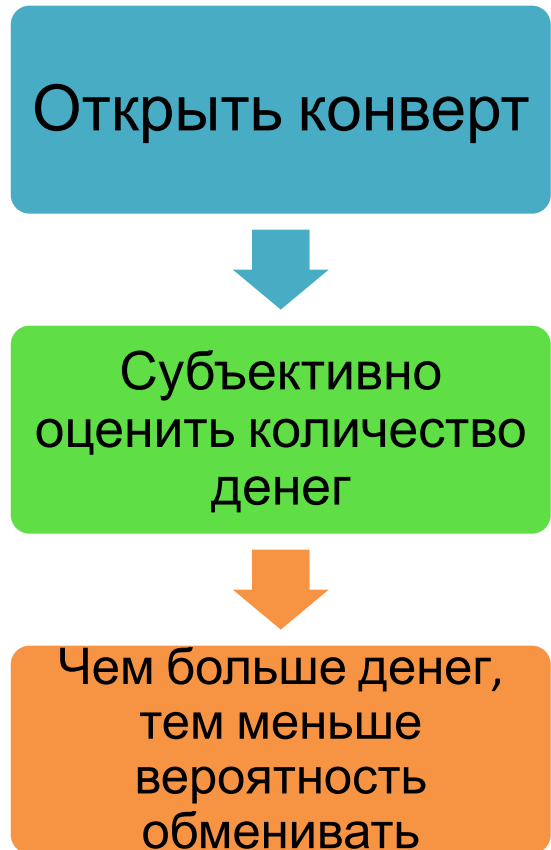 Открыть конверт
Субъективно
оценить количество
денег
Чем больше денег,
тем меньше
вероятность
обменивать